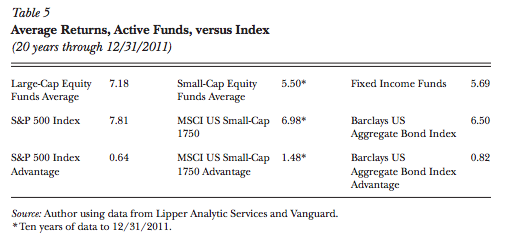 Table 5
Average Returns, Active Funds, versus Index
(20 years through 12/31/2011)
Large-Cap Equity 7.18 Small-Cap Equity 5.50* Fixed Income Funds 5.69
Funds Average Funds Average
S&P 500 Index 7.81 MSCI US Small-Cap 6.98* Barclays US 6.50
1750 Aggregate Bond Index
S&P 500 Index 0.64 MSCI US Small-Cap 1.48* Barclays US 0.82
Advantage 1750 Advantage Aggregate Bond Index
Advantage
Source: Author using data from Lipper Analytic Services and Vanguard.
*Ten years of data to 12/31/2011.